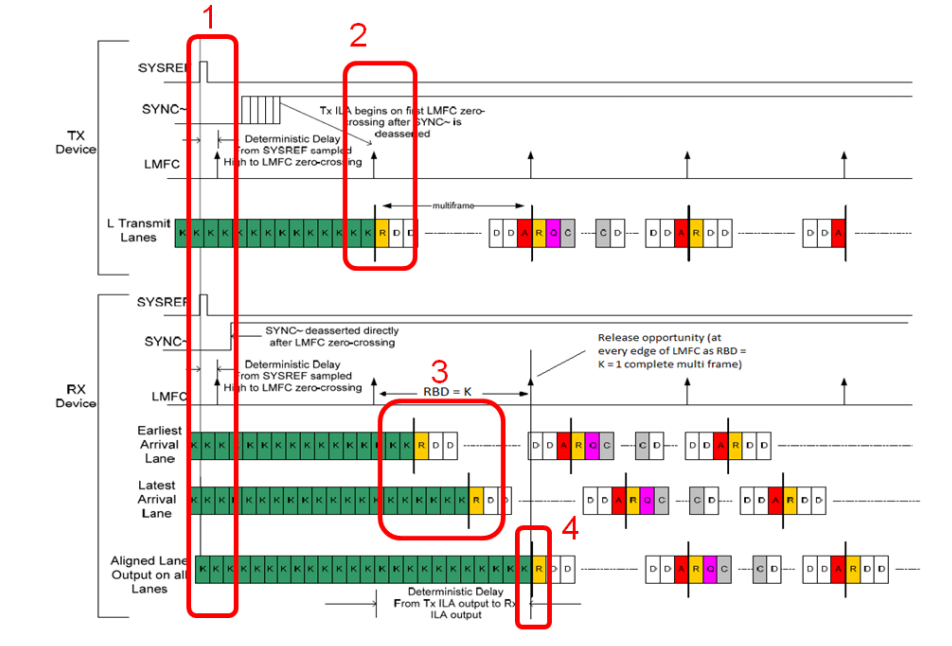 1
2
SYSREF
SYNC~
Tx ILA begins on first LMFC zero-
crossing after SYNC~ is
deasserted
TX
Device
Deterministic Delay
From SYSREF sampled
High to LMFC zero-crossing
LMFC
multiframe
L Transmit
Lanes
K K K K K K K K K K K K K K R D D
D D A R Q C
C D
D D A R D D
D D A
SYSREF
SYNC~
SYNC~ deasserted directly
after LMFC zero-crossing
Release opportunity (at
every edge of LMFC as RBD =
K = 1 complete multi frame)
RX
Device
Deterministic Delay
From SYSREF sampled
High to LMFC zero-crossing
3
LMFC
RBD = K
Earliest
Arrival
Lane
K K K K K K K K K K K K K K K K R D D
D D A R Q C
C D
D D A R D D
Latest
Arrival
Lane
K K K K K K K K K K K K K K K K K K K K R D D
D D A R Q C
C D
D D A R D D
4
Aligned Lane
Output on all
Lanes
K K K K K K K K K K K K K K K K K K K K K K K K R D D
D D A R Q C
C D
D D A R D D
Deterministic Delay
From Tx ILA output to Rx
ILA output